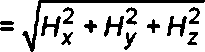 = √(H_x^2 + H_y^2 + H_z^2)